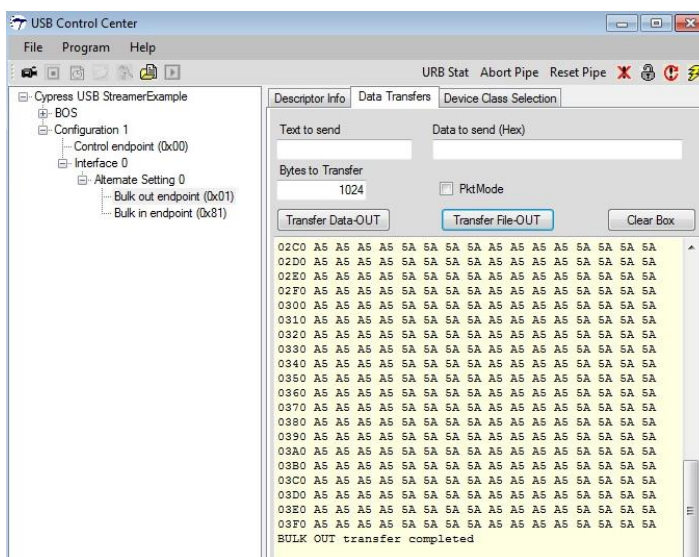 USB Control Center
File Program Help
URB Stat Abort Pipe Reset Pipe
Cypress USB StreamerExample
BOS
Configuration 1
Control endpoint (0x00)
Interface 0
Alternate Setting 0
Bulk out endpoint (0x01)
Bulk in endpoint (0x81)
Descriptor Info Data Transfers Device Class Selection
Text to send Data to send (Hex)
Bytes to Transfer
1024 PktMode
Transfer Data-OUT Transfer File-OUT Clear Box
02C0 A5 A5 A5 A5 5A 5A 5A 5A A5 A5 A5 A5 5A 5A 5A 5A
02D0 A5 A5 A5 A5 5A 5A 5A 5A A5 A5 A5 A5 5A 5A 5A 5A
02E0 A5 A5 A5 A5 5A 5A 5A 5A A5 A5 A5 A5 5A 5A 5A 5A
02F0 A5 A5 A5 A5 5A 5A 5A 5A A5 A5 A5 A5 5A 5A 5A 5A
0300 A5 A5 A5 A5 5A 5A 5A 5A A5 A5 A5 A5 5A 5A 5A 5A
0310 A5 A5 A5 A5 5A 5A 5A 5A A5 A5 A5 A5 5A 5A 5A 5A
0320 A5 A5 A5 A5 5A 5A 5A 5A A5 A5 A5 A5 5A 5A 5A 5A
0330 A5 A5 A5 A5 5A 5A 5A 5A A5 A5 A5 A5 5A 5A 5A 5A
0340 A5 A5 A5 A5 5A 5A 5A 5A A5 A5 A5 A5 5A 5A 5A 5A
0350 A5 A5 A5 A5 5A 5A 5A 5A A5 A5 A5 A5 5A 5A 5A 5A
0360 A5 A5 A5 A5 5A 5A 5A 5A A5 A5 A5 A5 5A 5A 5A 5A
0370 A5 A5 A5 A5 5A 5A 5A 5A A5 A5 A5 A5 5A 5A 5A 5A
0380 A5 A5 A5 A5 5A 5A 5A 5A A5 A5 A5 A5 5A 5A 5A 5A
0390 A5 A5 A5 A5 5A 5A 5A 5A A5 A5 A5 A5 5A 5A 5A 5A
03A0 A5 A5 A5 A5 5A 5A 5A 5A A5 A5 A5 A5 5A 5A 5A 5A
03B0 A5 A5 A5 A5 5A 5A 5A 5A A5 A5 A5 A5 5A 5A 5A 5A
03C0 A5 A5 A5 A5 5A 5A 5A 5A A5 A5 A5 A5 5A 5A 5A 5A
03D0 A5 A5 A5 A5 5A 5A 5A 5A A5 A5 A5 A5 5A 5A 5A 5A
03E0 A5 A5 A5 A5 5A 5A 5A 5A A5 A5 A5 A5 5A 5A 5A 5A
03F0 A5 A5 A5 A5 5A 5A 5A 5A A5 A5 A5 A5 5A 5A 5A 5A
BULK OUT transfer completed